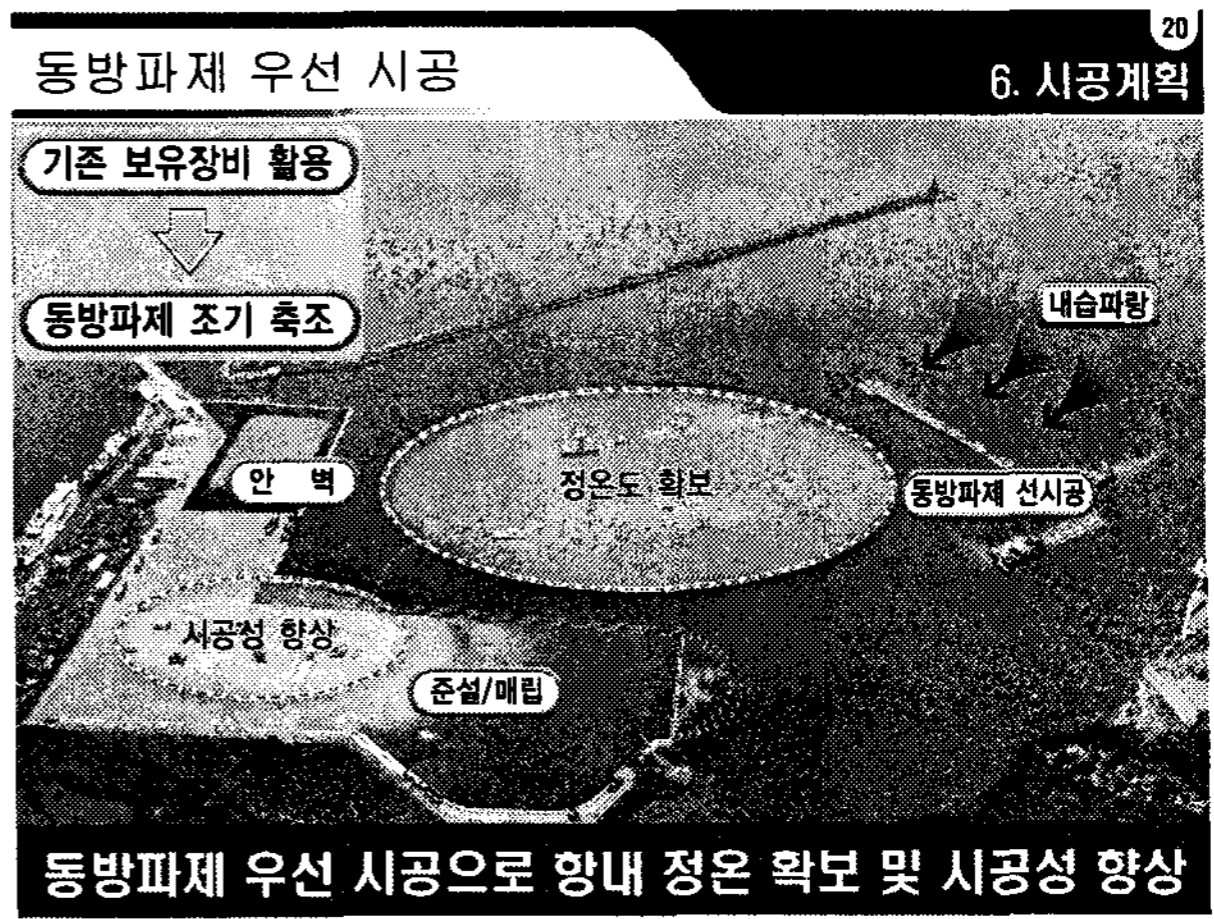 20
동방파제 우선 시공
6. 시공계획
기존 보유장비 활용
동방파제 조기 축조
내습파랑
안 벽
정온도 확보
동방파제 선시공
시공성 향상
준설/매립
동방파제 우선 시공으로 항내 정온 확보 및 시공성 향상